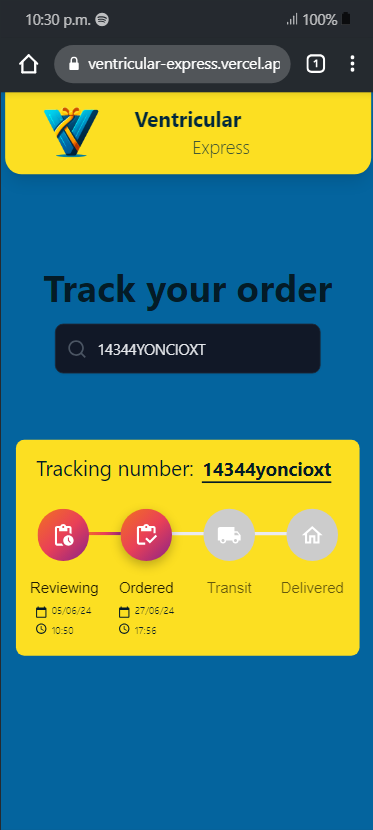 10:30 p.m. 100%
ventricular-express.vercel.ap
1
Ventricular
Express
Track your order
14344YONCIOXT
Tracking number: 14344yoncioxt
Reviewing Ordered Transit Delivered
05/06/24 27/06/24
10:50 17:56